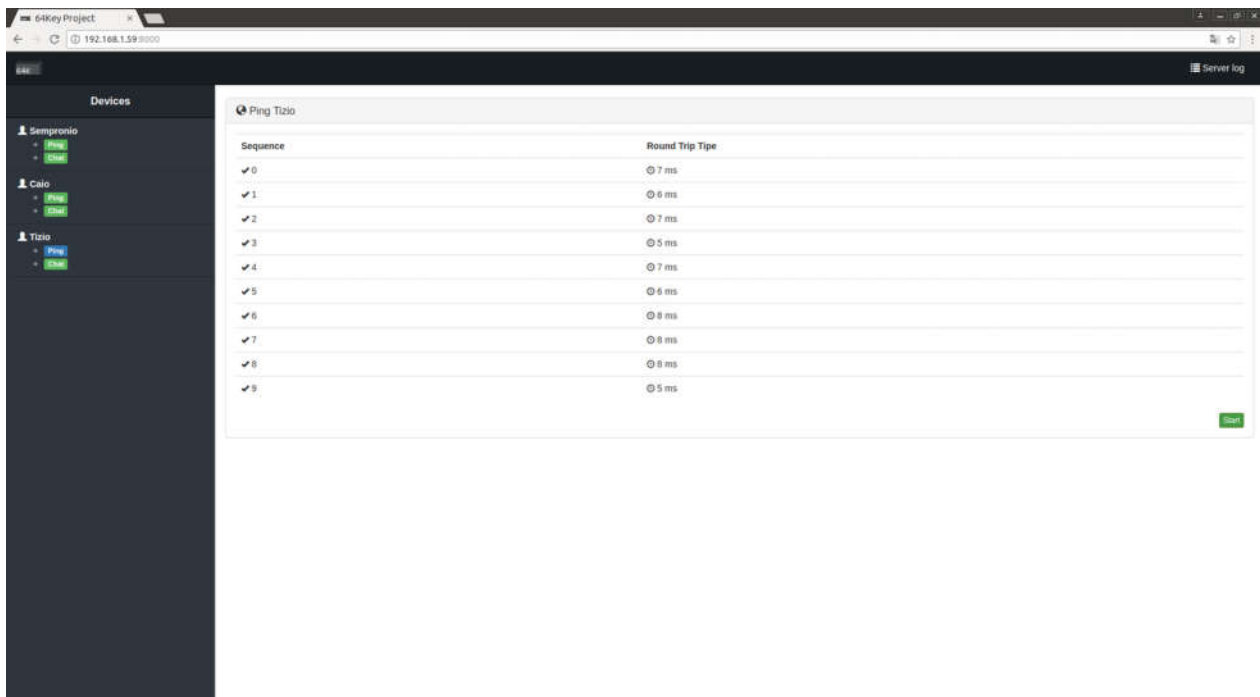 64Key Project
192.168.1.59:8000
Server log
Devices
Sempronio
Ping
Chat
Caio
Ping
Chat
Tizio
Ping
Chat
Ping Tizio
Sequence Round Trip Tipe
0 7 ms
1 6 ms
2 7 ms
3 5 ms
4 7 ms
5 6 ms
6 8 ms
7 8 ms
8 8 ms
9 5 ms
Start